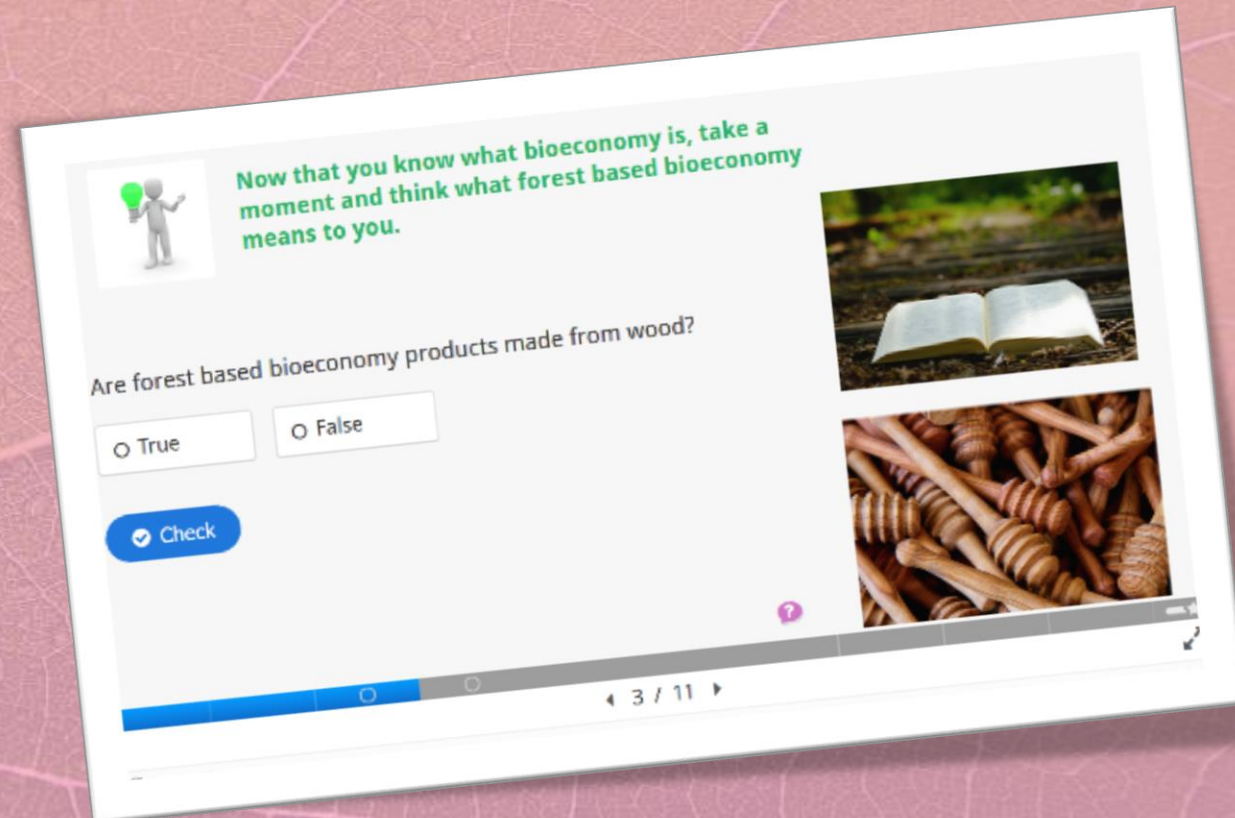 Now that you know what bioeconomy is, take a
moment and think what forest based bioeconomy
means to you.
Are forest based bioeconomy products made from wood?
True
False
Check
?
3 / 11